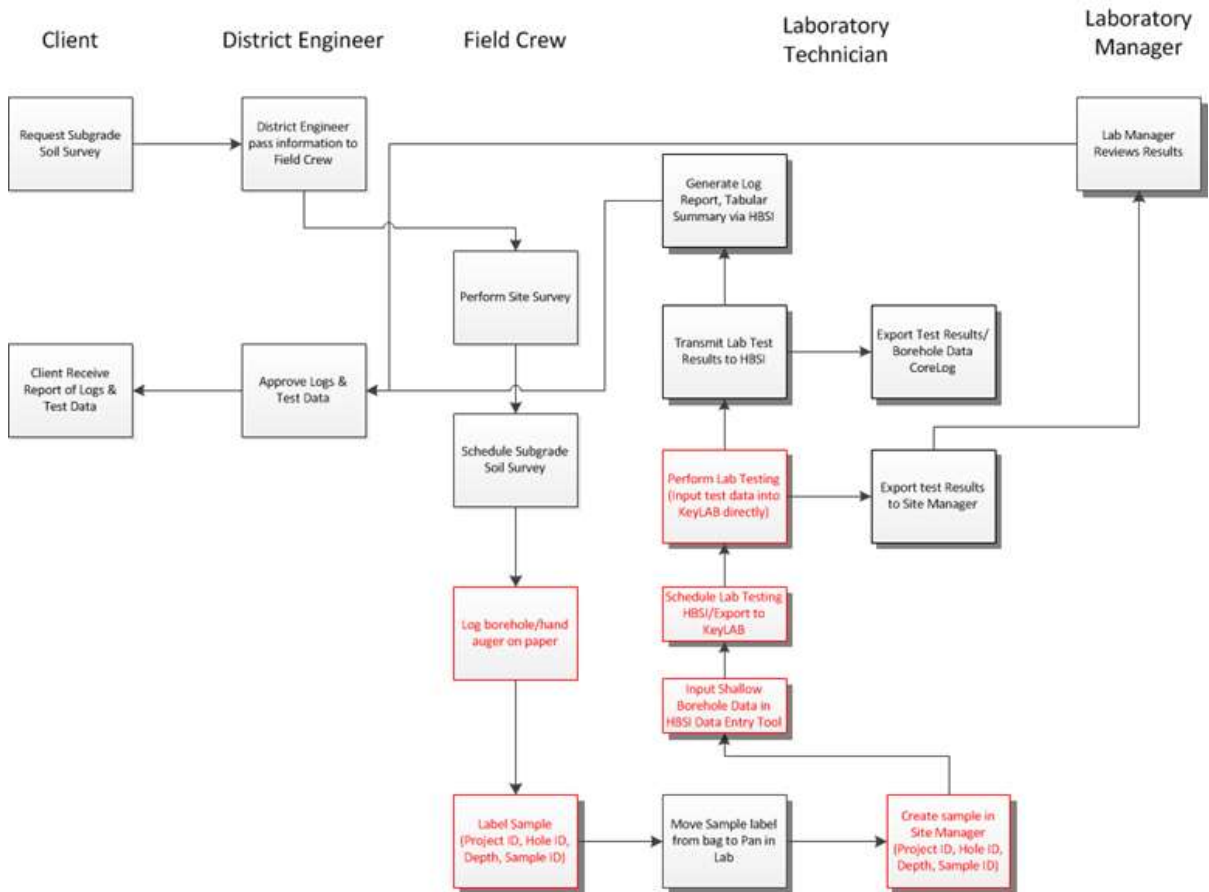 Client
District Engineer
Field Crew
Laboratory
Technician
Laboratory
Manager
Request Subgrade
Soil Survey
District Engineer
pass information to
Field Crew
Lab Manager
Reviews Results
Generate Log
Report, Tabular
Summary via HBSI
Perform Site Survey
Transmit Lab Test
Results to HBSI
Export Test Results/
Borehole Data
CoreLog
Client Receive
Report of Logs &
Test Data
Approve Logs &
Test Data
Schedule Subgrade
Soil Survey
Perform Lab Testing
(Input test data into
KeyLAB directly)
Export test Results
to Site Manager
Log borehole/hand
auger on paper
Schedule Lab Testing
HBSI/Export to
KeyLAB
Input Shallow
Borehole Data in
HBSI Data Entry Tool
Label Sample
(Project ID, Hole ID,
Depth, Sample ID)
Move Sample label
from bag to Pan in
Lab
Create sample in
Site Manager
(Project ID, Hole ID,
Depth, Sample ID)